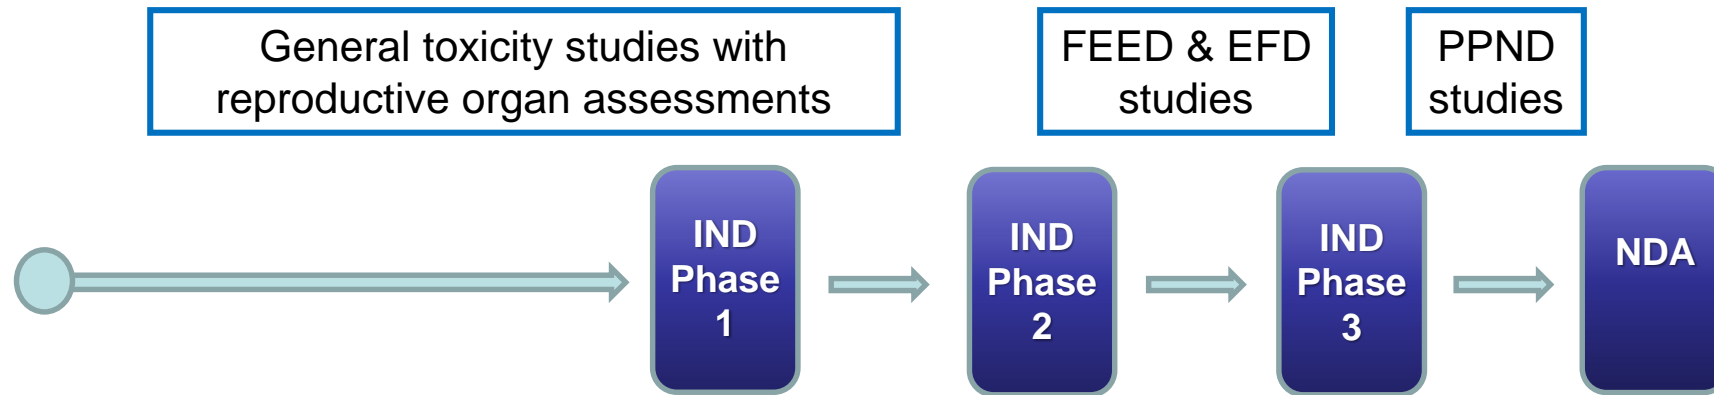 General toxicity studies with
reproductive organ assessments
FEED & EFD
studies
PPND
studies
IND
Phase
1
IND
Phase
2
IND
Phase
3
NDA